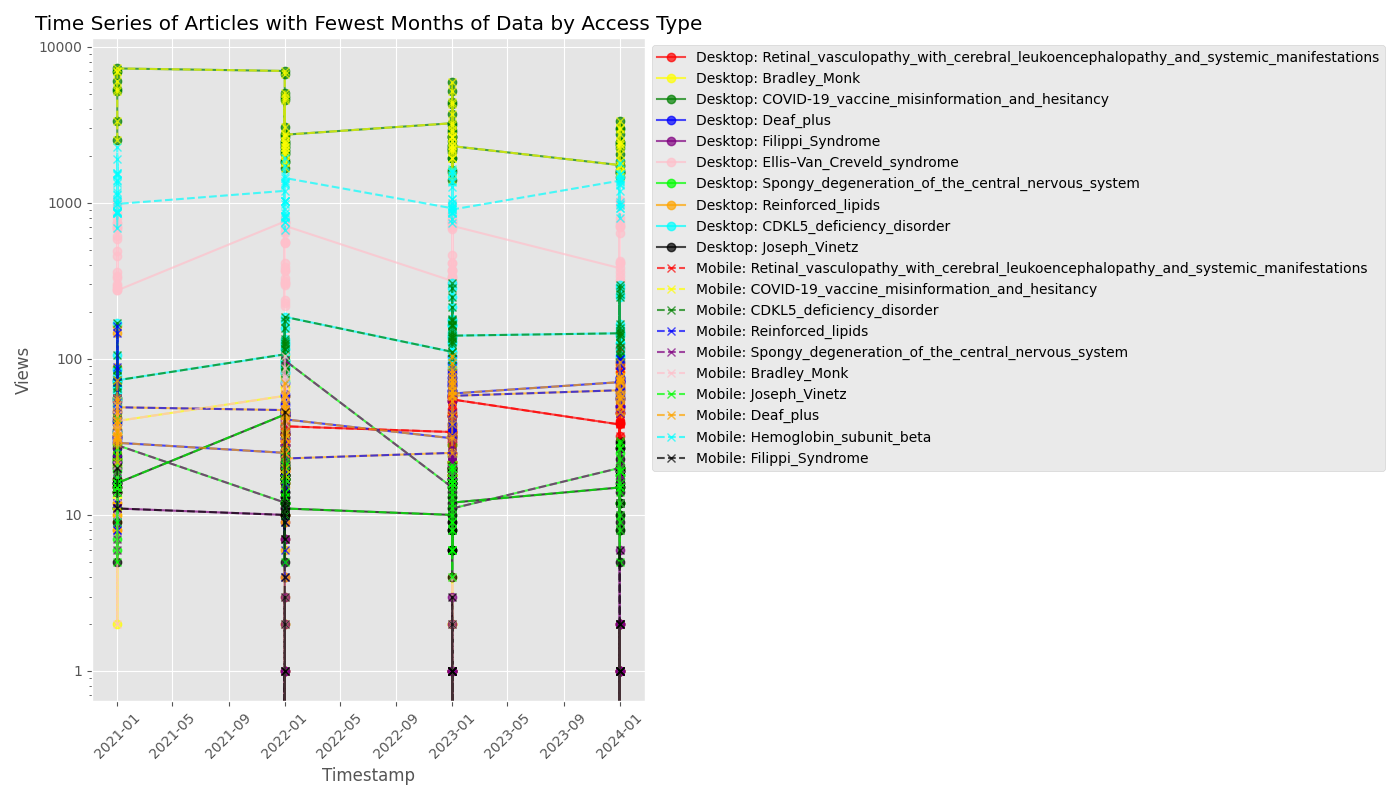 Time Series of Articles with Fewest Months of Data by Access Type
10000
1000
100
10
1
Views
2021-01
2021-05
2021-09
2022-01
2022-05
2022-09
2023-01
2023-05
2023-09
2024-01
Timestamp
Desktop: Retinal_vasculopathy_with_cerebral_leukoencephalopathy_and_systemic_manifestations
Desktop: Bradley_Monk
Desktop: COVID-19_vaccine_misinformation_and_hesitancy
Desktop: Deaf_plus
Desktop: Filippi_Syndrome
Desktop: Ellis–Van_Creveld_syndrome
Desktop: Spongy_degeneration_of_the_central_nervous_system
Desktop: Reinforced_lipids
Desktop: CDKL5_deficiency_disorder
Desktop: Joseph_Vinetz
Mobile: Retinal_vasculopathy_with_cerebral_leukoencephalopathy_and_systemic_manifestations
Mobile: COVID-19_vaccine_misinformation_and_hesitancy
Mobile: CDKL5_deficiency_disorder
Mobile: Reinforced_lipids
Mobile: Spongy_degeneration_of_the_central_nervous_system
Mobile: Bradley_Monk
Mobile: Joseph_Vinetz
Mobile: Deaf_plus
Mobile: Hemoglobin_subunit_beta
Mobile: Filippi_Syndrome